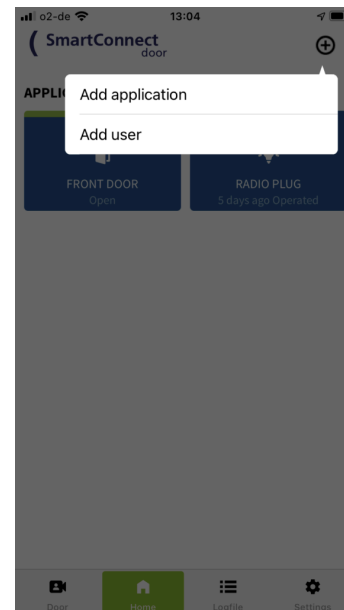 o2-de 13:04
SmartConnect
door
APPLI
Add application
Add user
FRONT DOOR
Open
RADIO PLUG
5 days ago Operated
Door Home Logfile Settings